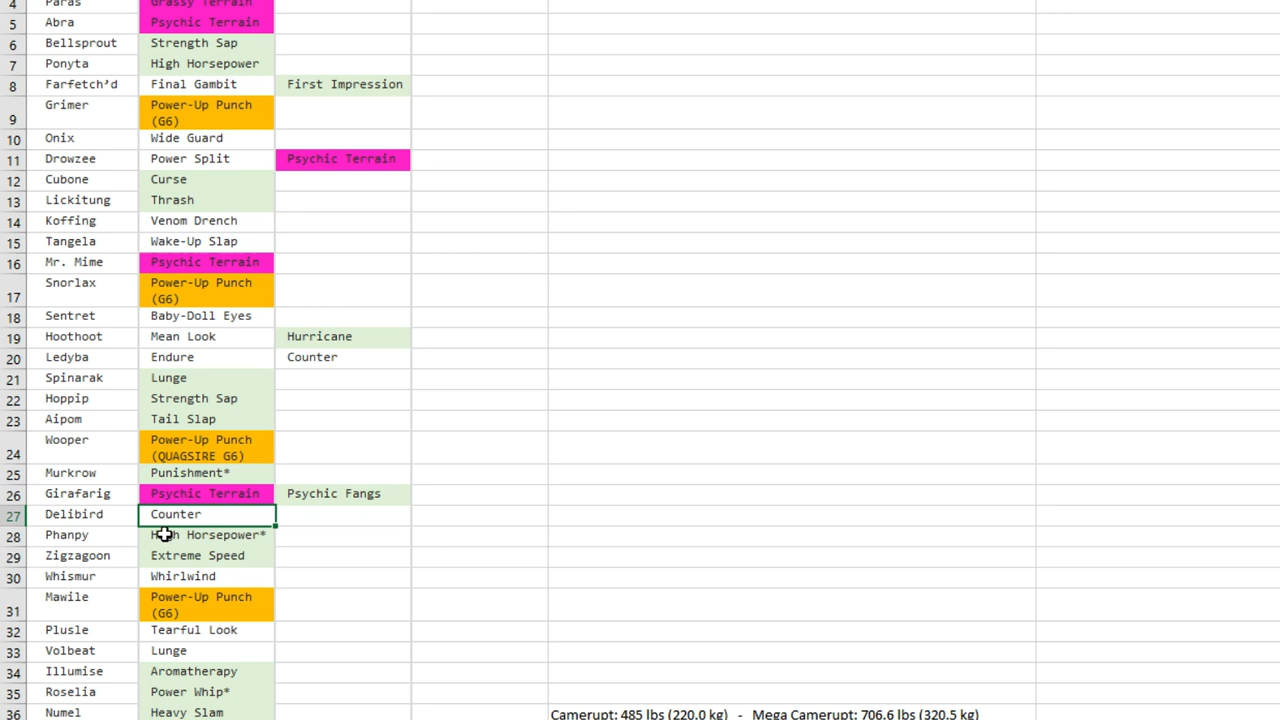 4 Paras Grassy Terrain
5 Abra Psychic Terrain
6 Bellsprout Strength Sap
7 Ponyta High Horsepower
8 Farfetch’d Final Gambit First Impression
9 Grimer Power-Up Punch
(G6)
10 Onix Wide Guard
11 Drowzee Power Split Psychic Terrain
12 Cubone Curse
13 Lickitung Thrash
14 Koffing Venom Drench
15 Tangela Wake-Up Slap
16 Mr. Mime Psychic Terrain
17 Snorlax Power-Up Punch
(G6)
18 Sentret Baby-Doll Eyes
19 Hoothoot Mean Look Hurricane
20 Ledyba Endure Counter
21 Spinarak Lunge
22 Hoppip Strength Sap
23 Aipom Tail Slap
24 Wooper Power-Up Punch
(QUAGSIRE G6)
25 Murkrow Punishment*
26 Girafarig Psychic Terrain Psychic Fangs
27 Delibird Counter
28 Phanpy High Horsepower*
29 Zigzagoon Extreme Speed
30 Whismur Whirlwind
31 Mawile Power-Up Punch
(G6)
32 Plusle Tearful Look
33 Volbeat Lunge
34 Illumise Aromatherapy
35 Roselia Power Whip*
36 Numel Heavy Slam Camerupt: 485 lbs (220.0 kg) - Mega Camerupt: 706.6 lbs (320.5 kg)